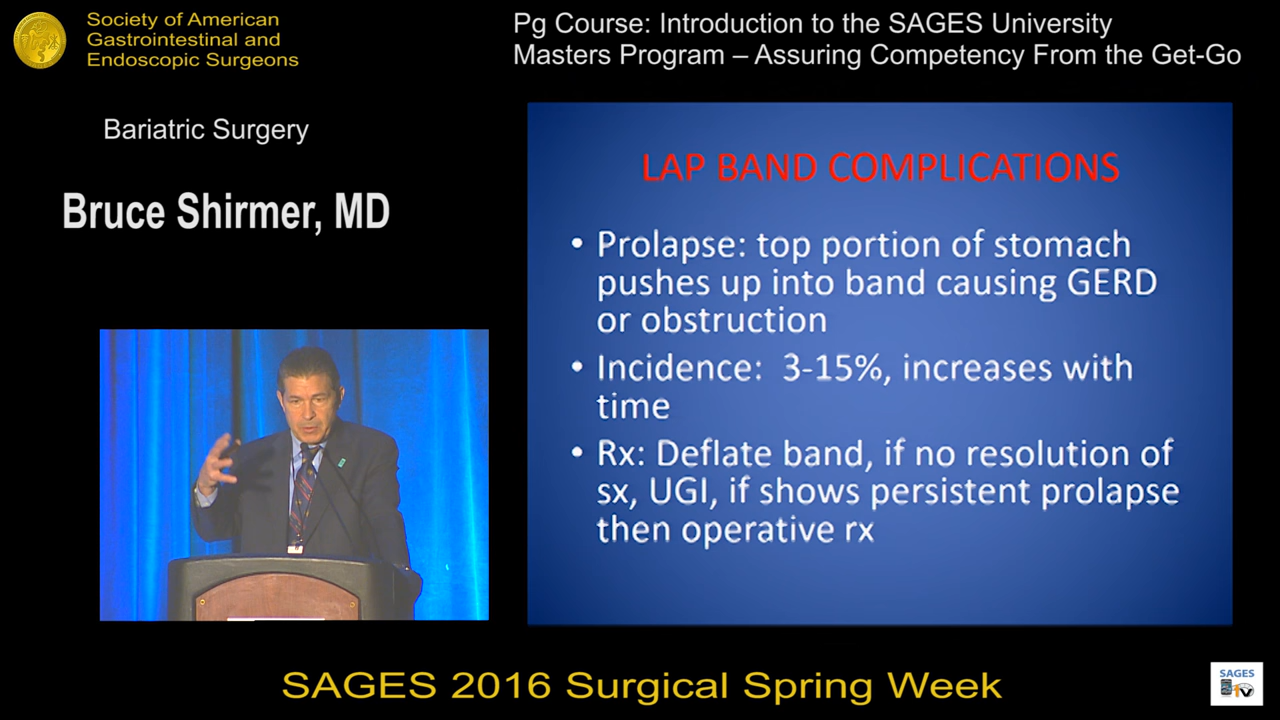 Society of American
Gastrointestinal and
Endoscopic Surgeons
Pg Course: Introduction to the SAGES University
Masters Program – Assuring Competency From the Get-Go
Bariatric Surgery
Bruce Shirmer, MD
LAP BAND COMPLICATIONS
• Prolapse: top portion of stomach
pushes up into band causing GERD
or obstruction
• Incidence: 3-15%, increases with
time
• Rx: Deflate band, if no resolution of
sx, UGI, if shows persistent prolapse
then operative rx
SAGES 2016 Surgical Spring Week
SAGES
TV